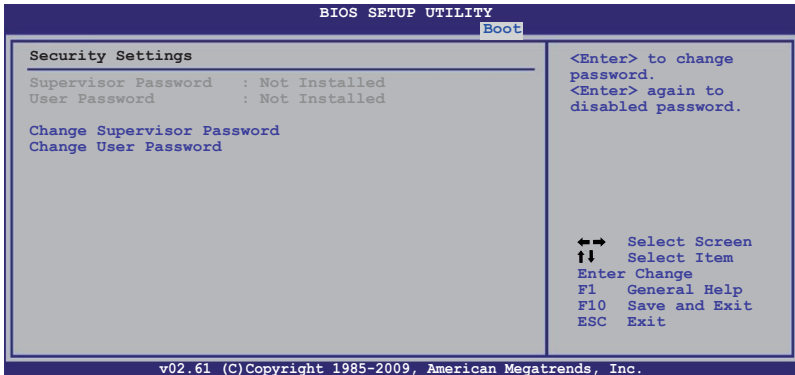 BIOS SETUP UTILITY
Boot
Security Settings
Supervisor Password : Not Installed
User Password : Not Installed
Change Supervisor Password
Change User Password
<Enter> to change
password.
<Enter> again to
disabled password.
←→ Select Screen
↑↓ Select Item
Enter Change
F1 General Help
F10 Save and Exit
ESC Exit
v02.61 (C)Copyright 1985-2009, American Megatrends, Inc.